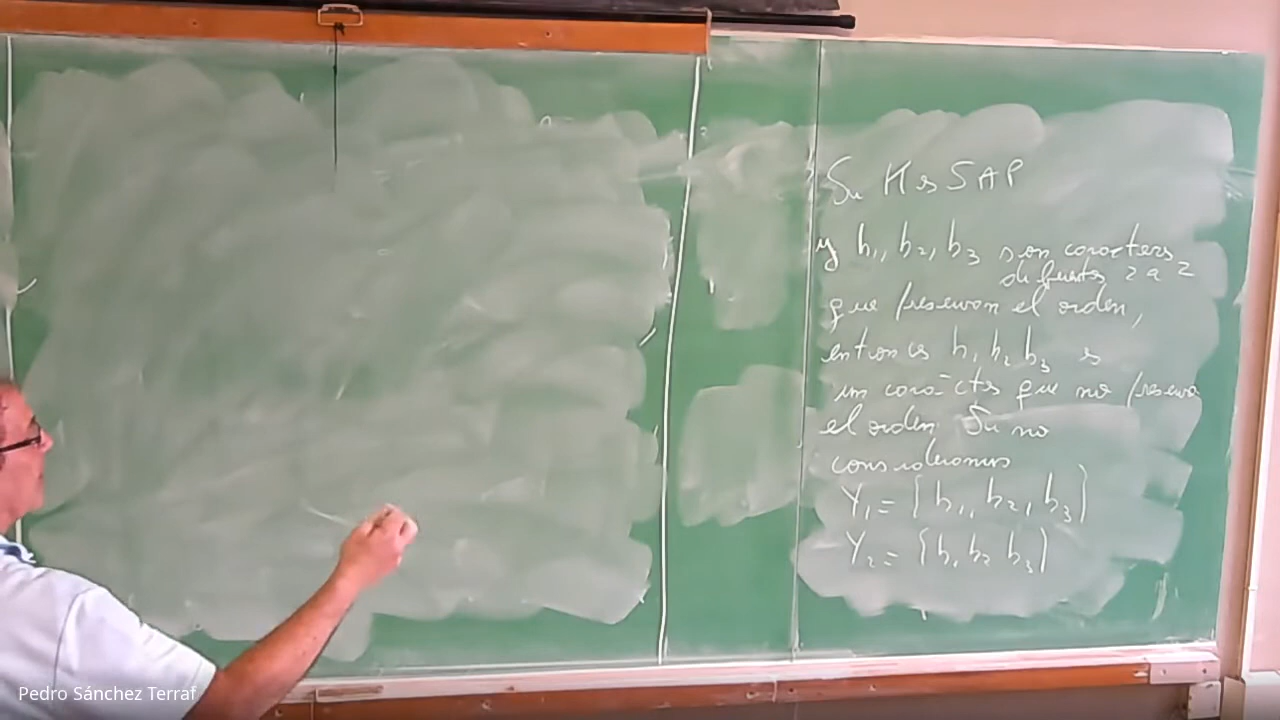 Si H es SAP
y h₁, h₂, h₃ son caracteres
distintos 2 a 2
que preservan el orden,
entonces h₁ h₂ h₃ es
un carácter que no preserva
el orden. Si no
consideramos
Y₁ = {h₁, h₂, h₃}
Y₂ = {h₁ h₂ h₃}
Pedro Sánchez Terraf